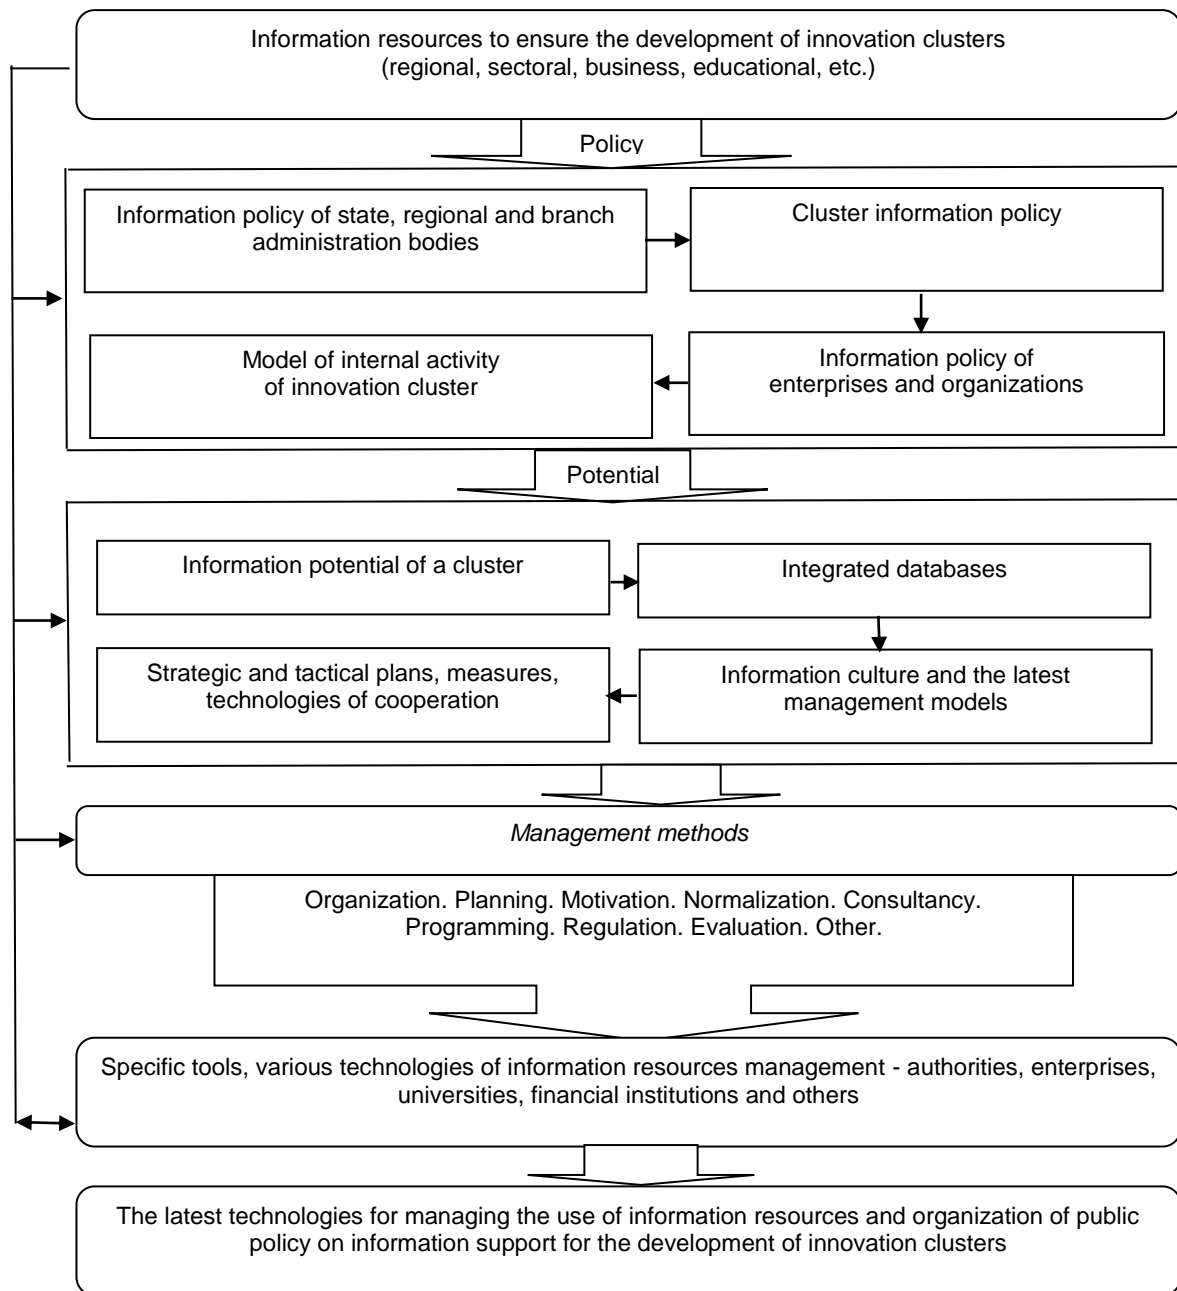 Information resources to ensure the development of innovation clusters
(regional, sectoral, business, educational, etc.)
Policy
Information policy of state, regional and branch
administration bodies
Cluster information policy
Model of internal activity
of innovation cluster
Information policy of
enterprises and organizations
Potential
Information potential of a cluster
Integrated databases
Strategic and tactical plans, measures,
technologies of cooperation
Information culture and the latest
management models
Management methods
Organization. Planning. Motivation. Normalization. Consultancy.
Programming. Regulation. Evaluation. Other.
Specific tools, various technologies of information resources management - authorities, enterprises,
universities, financial institutions and others
The latest technologies for managing the use of information resources and organization of public
policy on information support for the development of innovation clusters